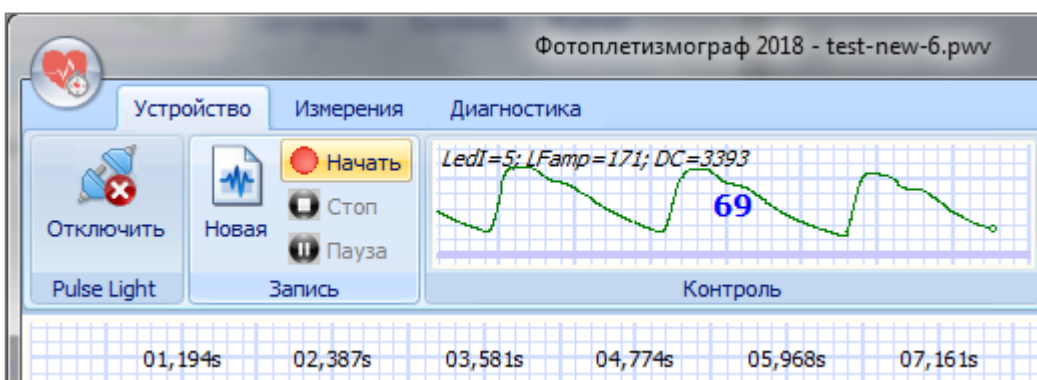 Фотоплетизмограф 2018 - test-new-6.pwv
Устройство Измерения Диагностика
Отключить
Новая
Начать
Стоп
Пауза
LedI=5; LFamp=171; DC=3393
69
Pulse Light Запись Контроль
01,194s 02,387s 03,581s 04,774s 05,968s 07,161s